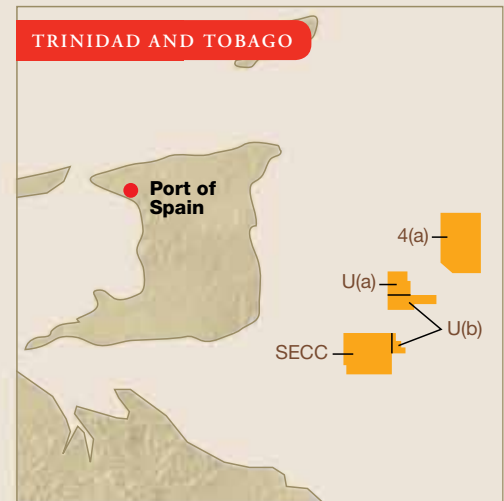 TRINIDAD AND TOBAGO
Port of
Spain
4(a)
U(a)
U(b)
SECC